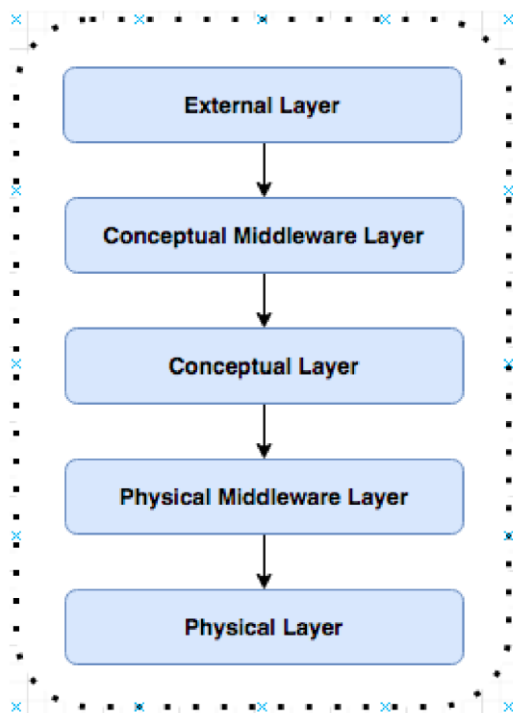 External Layer
Conceptual Middleware Layer
Conceptual Layer
Physical Middleware Layer
Physical Layer